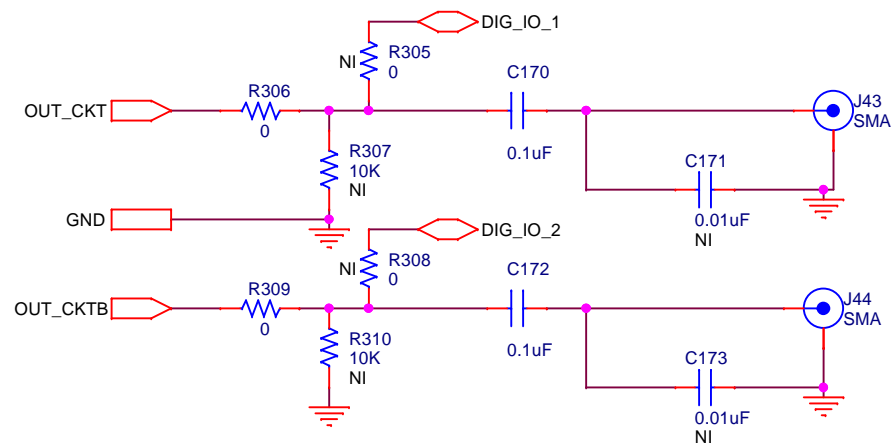 DIG_IO_1
NI
R305
0
C170
R306
OUT_CKT
0
0.1uF
J43
SMA
R307
10K
NI
C171
0.01uF
NI
GND
DIG_IO_2
NI
R308
0
C172
R309
OUT_CKTB
0
0.1uF
J44
SMA
R310
10K
NI
C173
0.01uF
NI